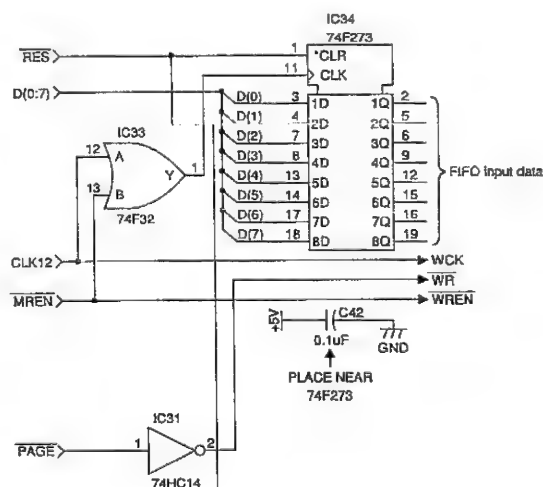 IC34
74F273
RES
1
*CLR
11
CLK
D(0:7)
D(0) 3 1D 1Q 2
D(1) 4 2D 2Q 5
D(2) 7 3D 3Q 6
D(3) 8 4D 4Q 9
D(4) 13 5D 5Q 12
D(5) 14 6D 6Q 15
D(6) 17 7D 7Q 16
D(7) 18 8D 8Q 19
FIFO input data
IC33
12 A
Y 1
13 B
74F32
CLK12
WCK
WR
MREN
WREN
+5V
C42
0.1uF
GND
PLACE NEAR
74F273
IC31
PAGE
1
2
74HC14